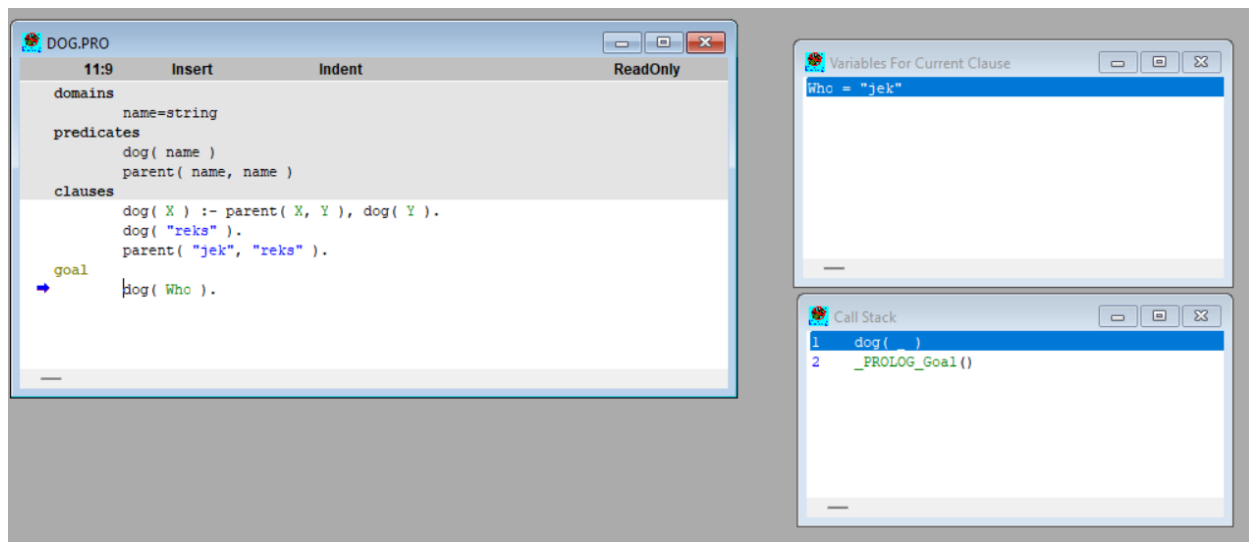 DOG.PRO
11:9 Insert Indent ReadOnly
domains
name=string
predicates
dog( name )
parent( name, name )
clauses
dog( X ) :- parent( X, Y ), dog( Y ).
dog( "reks" ).
parent( "jek", "reks" ).
goal
dog( Who ).
Variables For Current Clause
Who = "jek"
Call Stack
1 dog( _ )
2 _PROLOG_Goal()